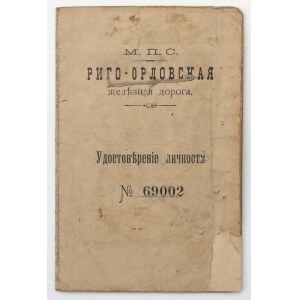 М. П. С.
РИГО-ОРЛОВСКАЯ
желѣзная дорога.
Удостовѣреніе личности
№ 69002